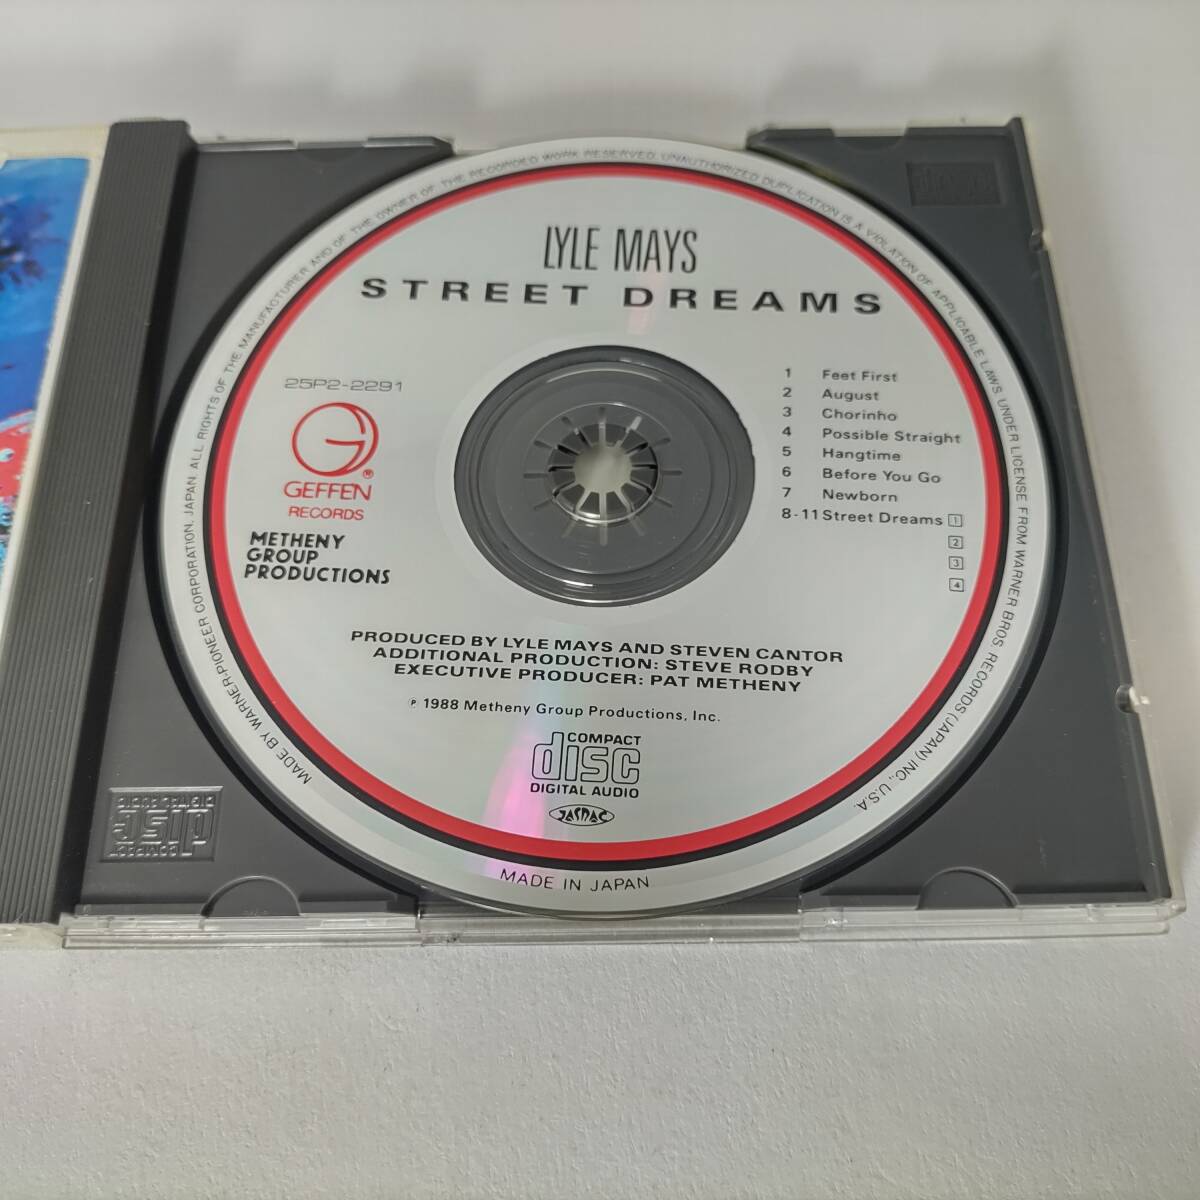 LYLE MAYS
STREET DREAMS
25P2-2291
G
®
GEFFEN
RECORDS
METHENY
GROUP
PRODUCTIONS
1 Feet First
2 August
3 Chorinho
4 Possible Straight
5 Hangtime
6 Before You Go
7 Newborn
8-11 Street Dreams 1
2
3
4
PRODUCED BY LYLE MAYS AND STEVEN CANTOR
ADDITIONAL PRODUCTION: STEVE RODBY
EXECUTIVE PRODUCER: PAT METHENY
℗ 1988 Metheny Group Productions, Inc.
COMPACT
disc
DIGITAL AUDIO
JASRAC
MADE IN JAPAN
MADE BY WARNER-PIONEER CORPORATION, JAPAN. ALL RIGHTS OF THE MANUFACTURER AND OF THE OWNER OF THE RECORDED WORK RESERVED. UNAUTHORIZED DUPLICATION IS A VIOLATION OF APPLICABLE LAWS. UNDER LICENSE FROM WARNER BROS. RECORDS (JAPAN) INC., U.S.A.
COMPACT
disc
DIGITAL AUDIO
disc